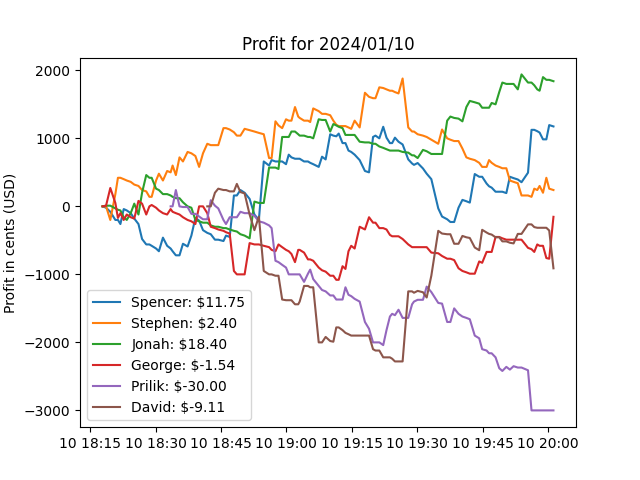 Profit for 2024/01/10
Profit in cents (USD)
2000
1000
0
−1000
−2000
−3000
Spencer: $11.75
Stephen: $2.40
Jonah: $18.40
George: $-1.54
Prilik: $-30.00
David: $-9.11
10 18:15 10 18:30 10 18:45 10 19:00 10 19:15 10 19:30 10 19:45 10 20:00